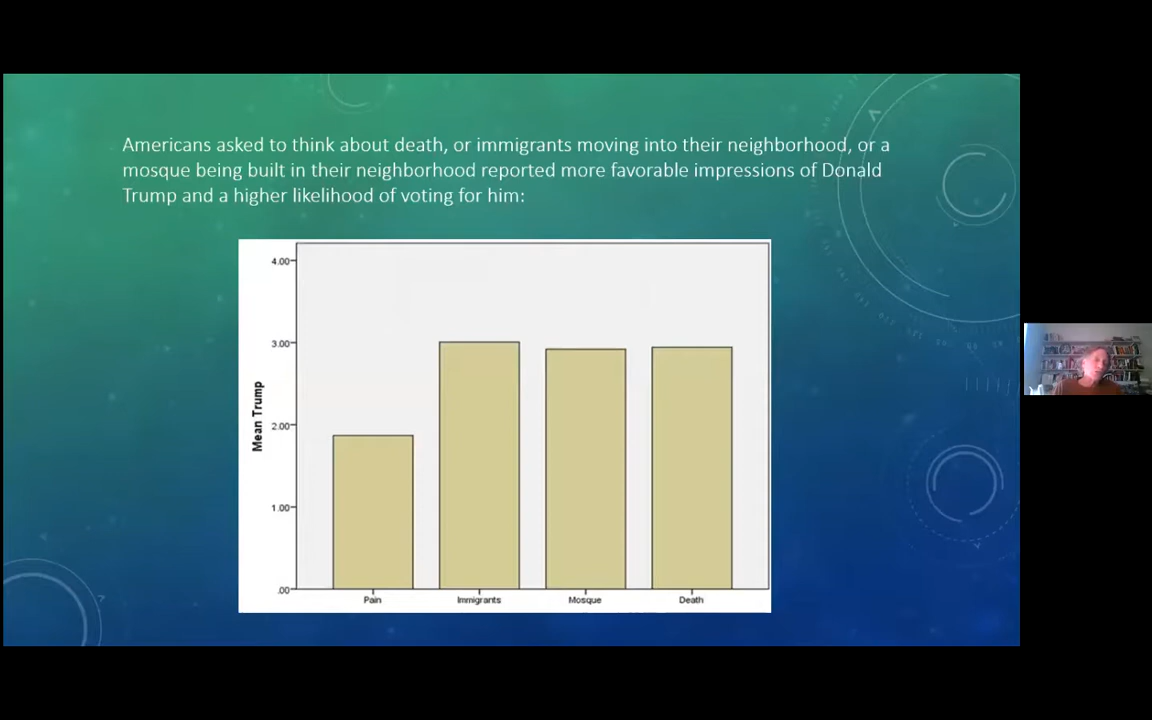 Americans asked to think about death, or immigrants moving into their neighborhood, or a
mosque being built in their neighborhood reported more favorable impressions of Donald
Trump and a higher likelihood of voting for him:
4.00
3.00
2.00
1.00
.00
Mean Trump
Pain
Immigrants
Mosque
Death